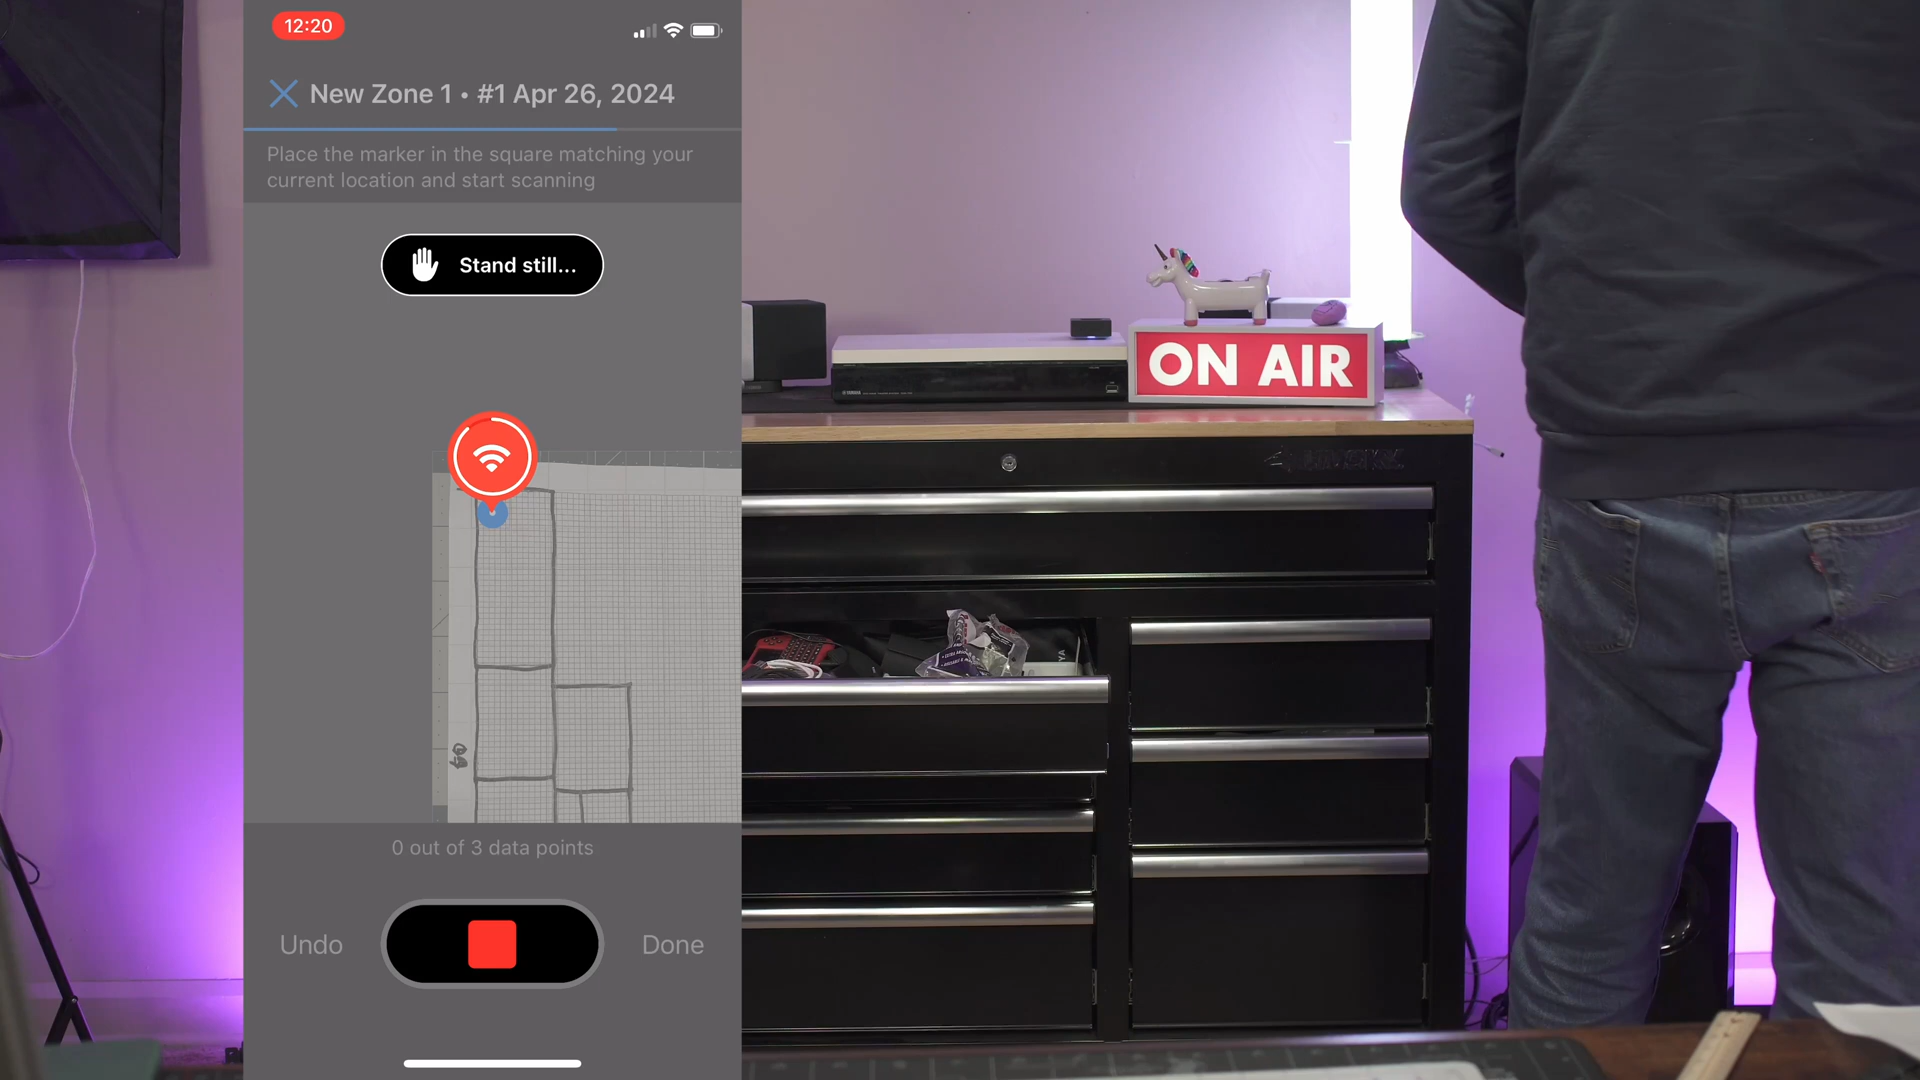 12:20
New Zone 1 • #1 Apr 26, 2024
Place the marker in the square matching your
current location and start scanning
Stand still...
ON AIR
60
0 out of 3 data points
Undo
Done